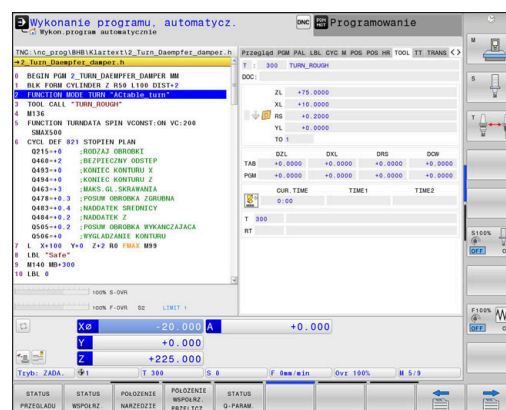 Wykonanie programu, automatycz.
Wykon.program automatycznie
DNC
Programowanie
TNC:\nc_prog\BHB\Klartext\2_Turn_Daempfer_damper.h
→2_Turn_Daempfer_damper.h
0 BEGIN PGM 2_TURN_DAEMPFER_DAMPER MM
1 BLK FORM CYLINDER Z R50 L100 DIST+2
2 FUNCTION MODE TURN "ACtable_turn"
3 TOOL CALL "TURN_ROUGH"
4 M136
5 FUNCTION TURNDATA SPIN VCONST:ON VC:200
SMAX500
6 CYCL DEF 821 STOPIEN PLAN
Q215=+0 ;RODZAJ OBROBKI
Q460=+2 ;BEZPIECZNY ODSTEP
Q493=+0 ;KONIEC KONTURU X
Q494=+0 ;KONIEC KONTURU Z
Q463=+3 ;MAKS.GL.SKRAWANIA
Q478=+0.3 ;POSUW OBROBKA ZGRUBNA
Q483=+0.4 ;NADDATEK SREDNICY
Q484=+0.2 ;NADDATEK Z
Q505=+0.2 ;POSUW OBROBKA WYKANCZAJACA
Q506=+0 ;WYGLADZANIE KONTURU
7 L X+100 Y+0 Z+2 R0 FMAX M99
8 LBL "Safe"
9 M140 MB+300
10 LBL 0
100% S-OVR
100% F-OVR S2 LIMIT 1
Przegląd PGM PAL LBL CYC M POS POS HR TOOL TT TRANS
T : 300 TURN_ROUGH
DOC:
ZL +75.0000
XL +10.0000
RS +0.2000
YL +0.0000
TO 1
DZL DXL DRS DCW
TAB +0.0000 +0.0000 +0.0000 +0.0000
PGM +0.0000 +0.0000 +0.0000 +0.0000
CUR.TIME TIME1 TIME2
0:00
T 300
RT
XØ -20.000 A +0.000
Y +0.000
Z +225.000
Tryb: ZADA. 1 T 300 S 0 F 0mm/min Ovr 100% M 5/9
STATUS PRZEGLADU
STATUS WSPOLRZ.
POLOZENIE NARZEDZIE
POLOZENIE WSPOLRZ. PRZELICZ
STATUS Q-PARAM.
M
S
T
S100%
OFF
F100%
OFF